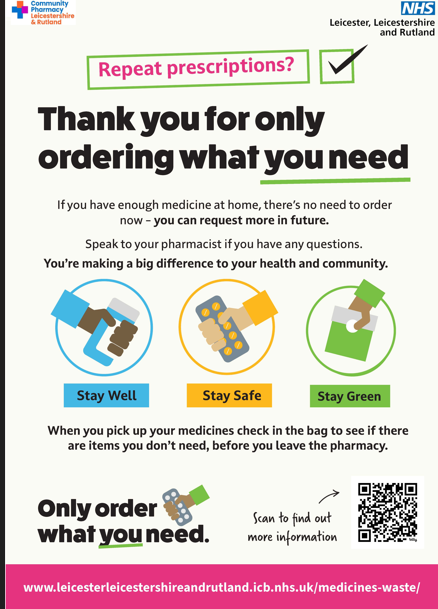 Community
Pharmacy
Leicestershire
& Rutland
NHS
Leicester, Leicestershire
and Rutland
Repeat prescriptions?
Thank you for only
ordering what you need
If you have enough medicine at home, there's no need to order
now – you can request more in future.
Speak to your pharmacist if you have any questions.
You're making a big difference to your health and community.
Stay Well
Stay Safe
Stay Green
When you pick up your medicines check in the bag to see if there
are items you don't need, before you leave the pharmacy.
Only order
what you need.
Scan to find out
more information
www.leicesterleicestershireandrutland.icb.nhs.uk/medicines-waste/